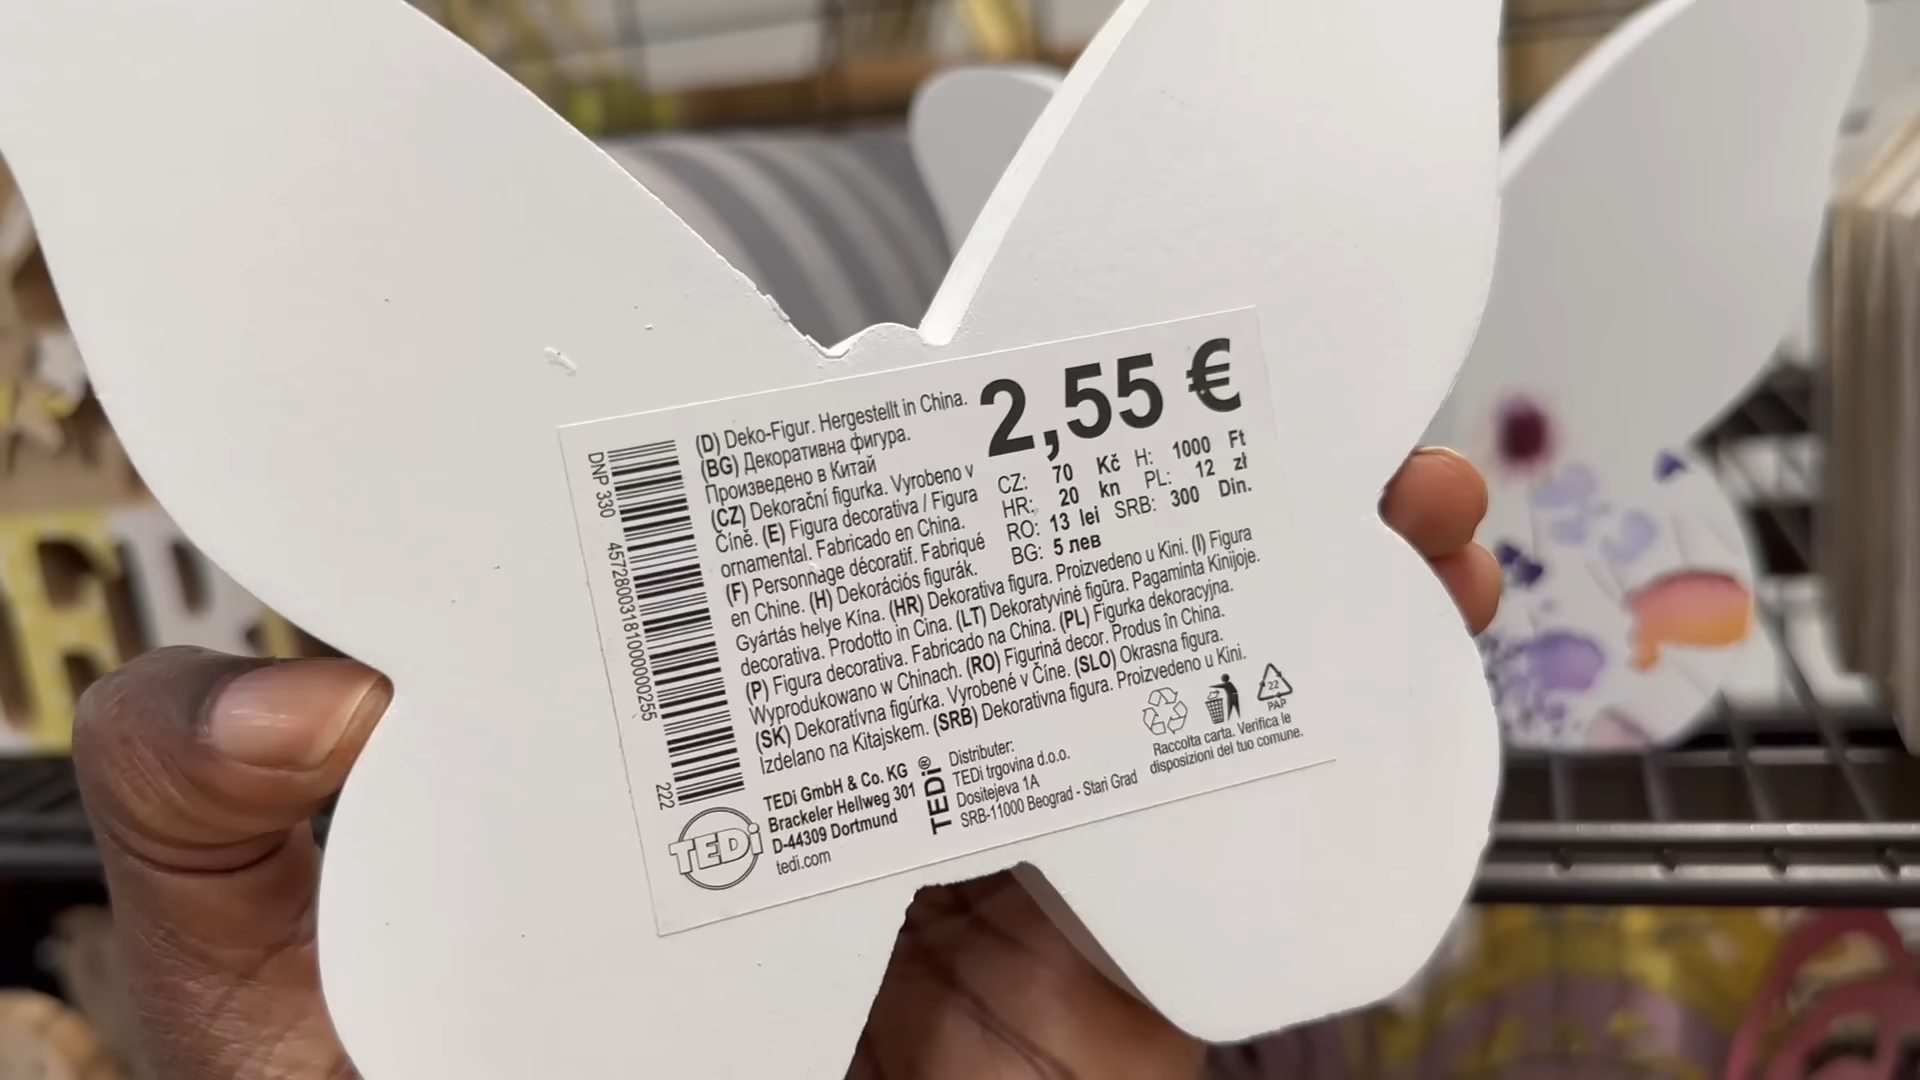 (D) Deko-Figur. Hergestellt in China.
(BG) Декоративна фигура.
Произведено в Китай
(CZ) Dekorační figurka. Vyrobeno v
Číně. (E) Figura decorativa / Figura
ornamental. Fabricado en China.
(F) Personnage décoratif. Fabriqué
en Chine. (H) Dekorációs figurák.
Gyártás helye Kína. (HR) Dekorativa figura. Proizvedeno u Kini. (I) Figura
decorativa. Prodotto in Cina. (LT) Dekoratyvinė figūra. Pagaminta Kinijoje.
(P) Figura decorativa. Fabricado na China. (PL) Figurka dekoracyjna.
Wyprodukowano w Chinach. (RO) Figurină decor. Produs în China.
(SK) Dekoratívna figúrka. Vyrobené v Číne. (SLO) Okrasna figura.
Izdelano na Kitajskem. (SRB) Dekorativna figura. Proizvedeno u Kini.
2,55 €
CZ: 70 Kč H: 1000 Ft
HR: 20 kn PL: 12 zł
RO: 13 lei SRB: 300 Din.
BG: 5 лев
DNP 330 4572800318100000255 222
TEDi
TEDi GmbH & Co. KG
Brackeler Hellweg 301
D-44309 Dortmund
tedi.com
TEDi®
Distributer:
TEDi trgovina d.o.o.
Dositejeva 1A
SRB-11000 Beograd - Stari Grad
22
PAP
Raccolta carta. Verifica le
disposizioni del tuo comune.